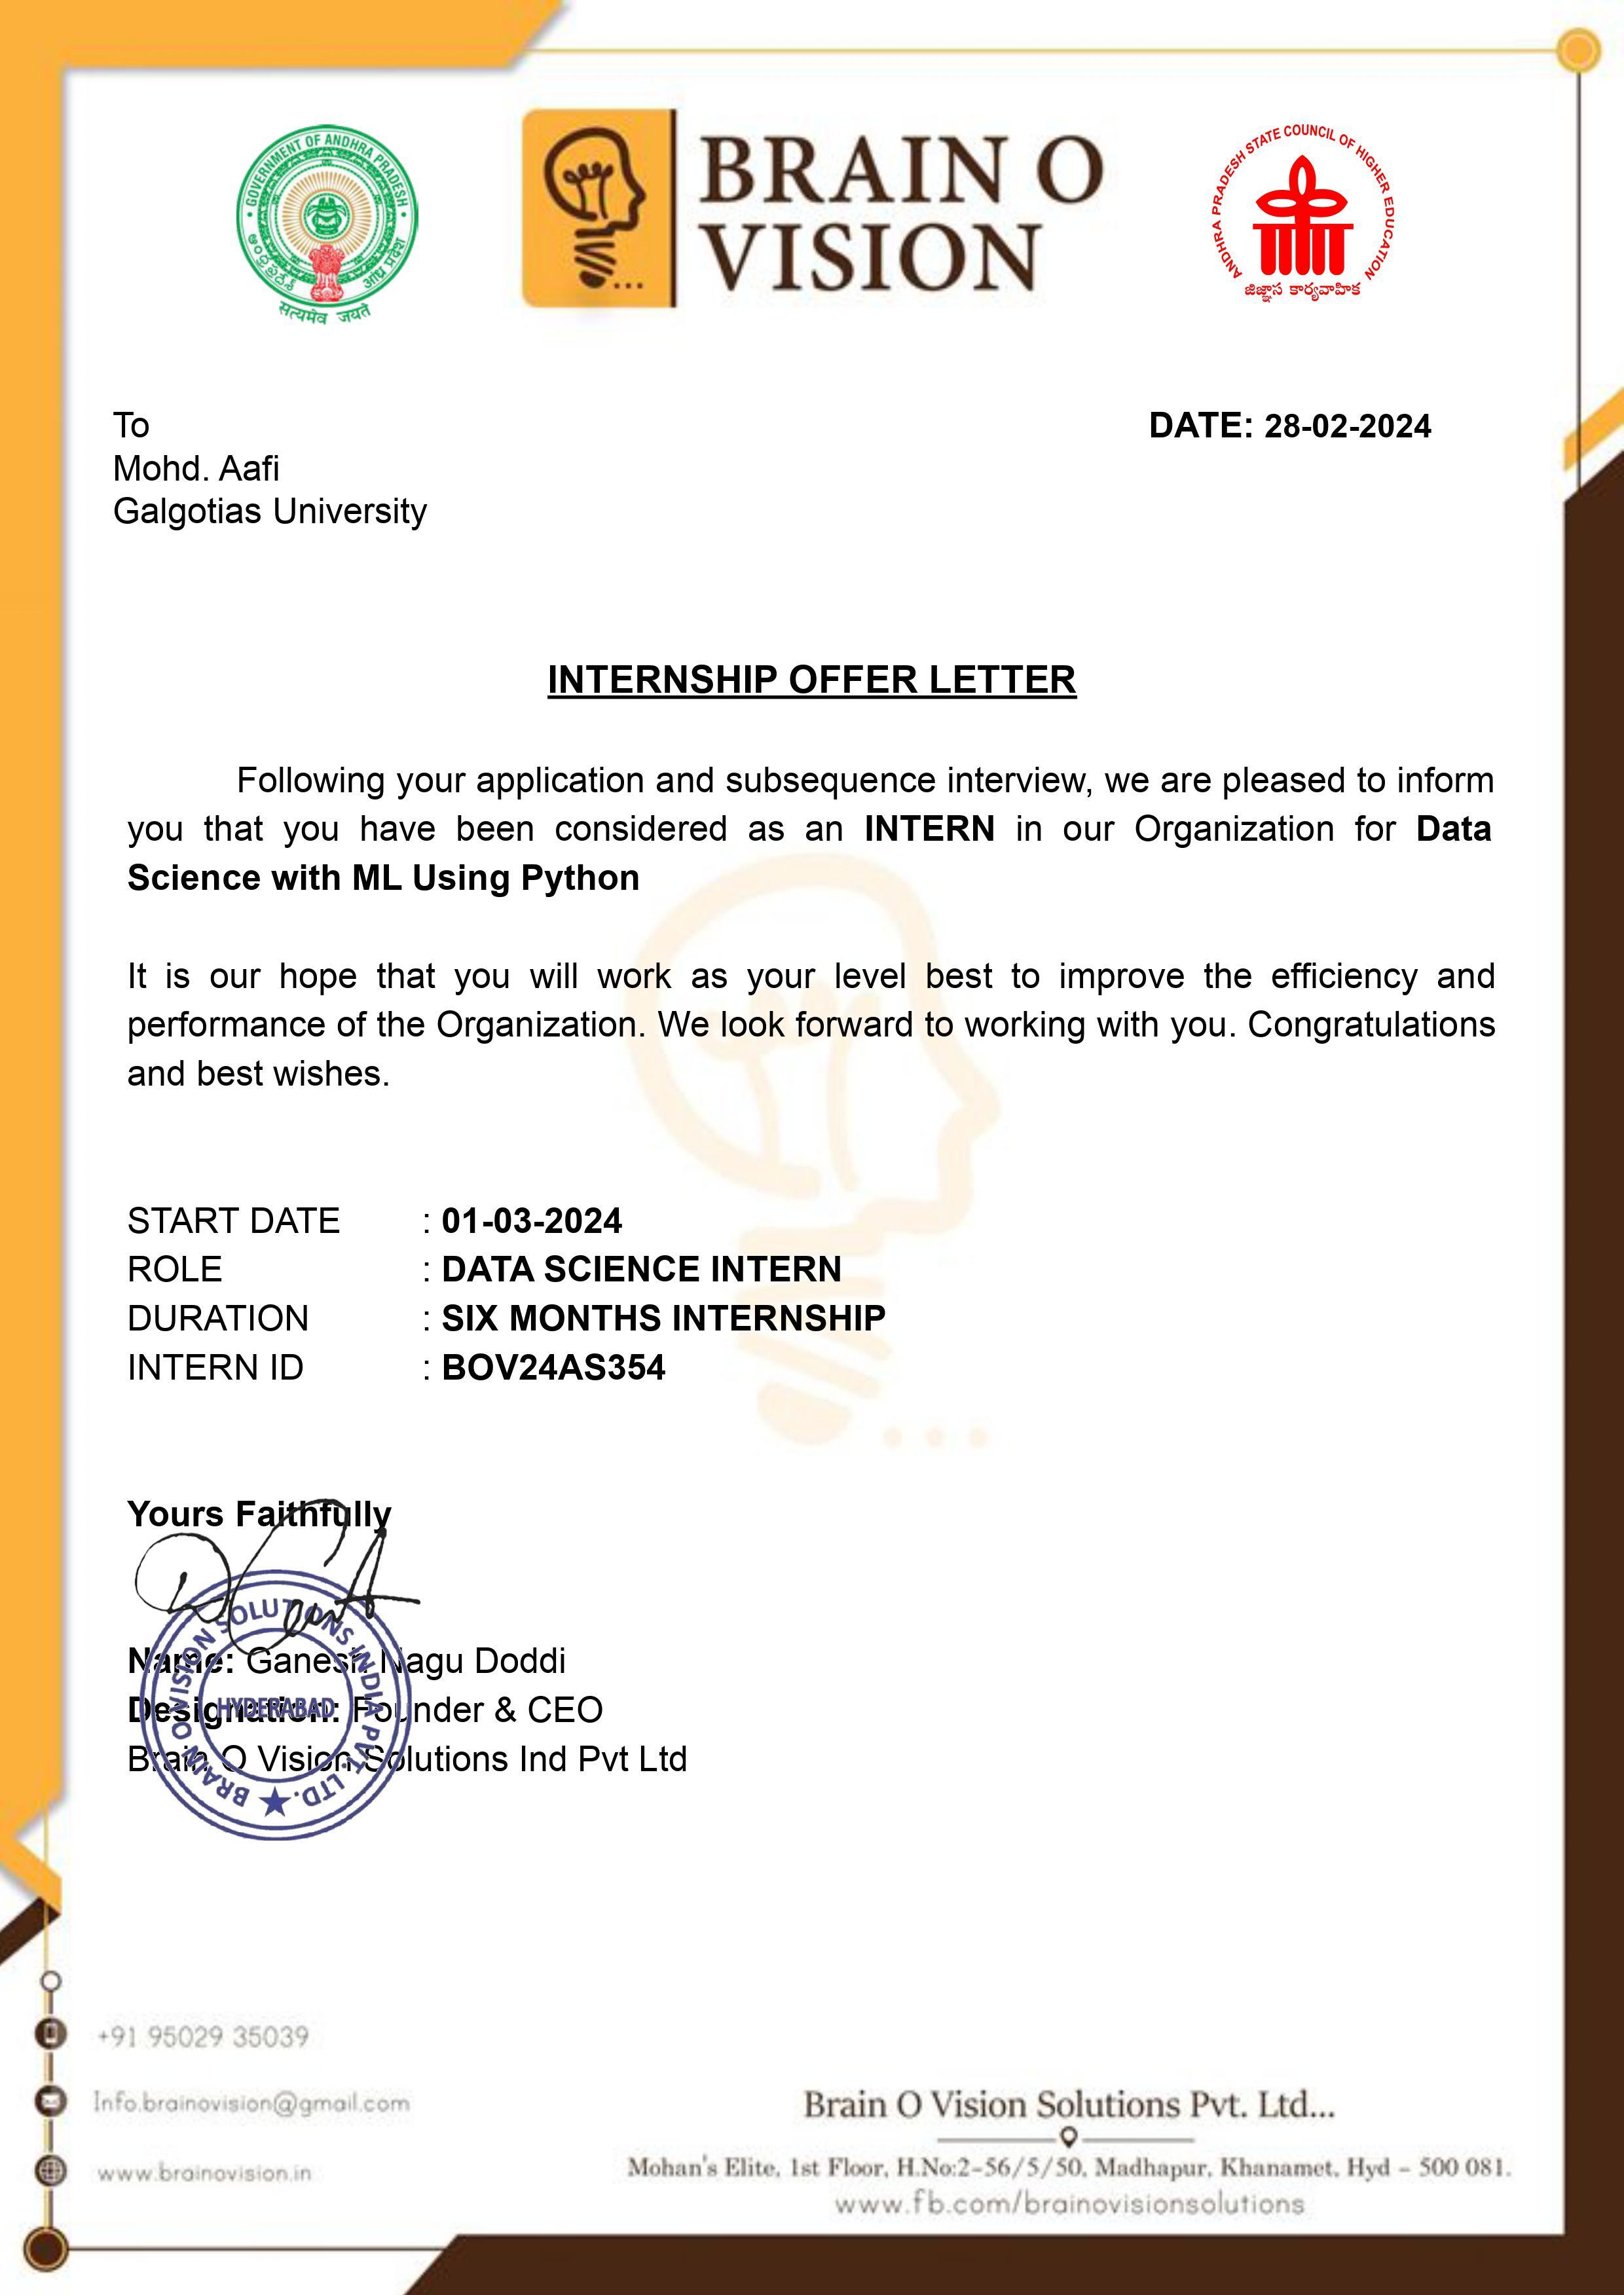 GOVERNMENT OF ANDHRA PRADESH
ఆంధ్రప్రదేశ్
आंध्र प्रदेश
सत्यमेव जयते
BRAIN O
VISION
...
ANDHRA PRADESH STATE COUNCIL OF HIGHER EDUCATION
జిజ్ఞాస కార్యవాహిక
To
DATE: 28-02-2024
Mohd. Aafi
Galgotias University
INTERNSHIP OFFER LETTER
Following your application and subsequence interview, we are pleased to inform
you that you have been considered as an INTERN in our Organization for Data
Science with ML Using Python
It is our hope that you will work as your level best to improve the efficiency and
performance of the Organization. We look forward to working with you. Congratulations
and best wishes.
START DATE : 01-03-2024
ROLE : DATA SCIENCE INTERN
DURATION : SIX MONTHS INTERNSHIP
INTERN ID : BOV24AS354
Yours Faithfully
Name: Ganesh Nagu Doddi
Designation: Founder & CEO
Brain O Vision Solutions Ind Pvt Ltd
BRAIN O VISION SOLUTIONS INDIA PVT. LTD.
HYDERABAD
+91 95029 35039
Info.brainovision@gmail.com
www.brainovision.in
Brain O Vision Solutions Pvt. Ltd...
Mohan's Elite, 1st Floor, H.No:2-56/5/50, Madhapur, Khanamet, Hyd - 500 081.
www.fb.com/brainovisionsolutions